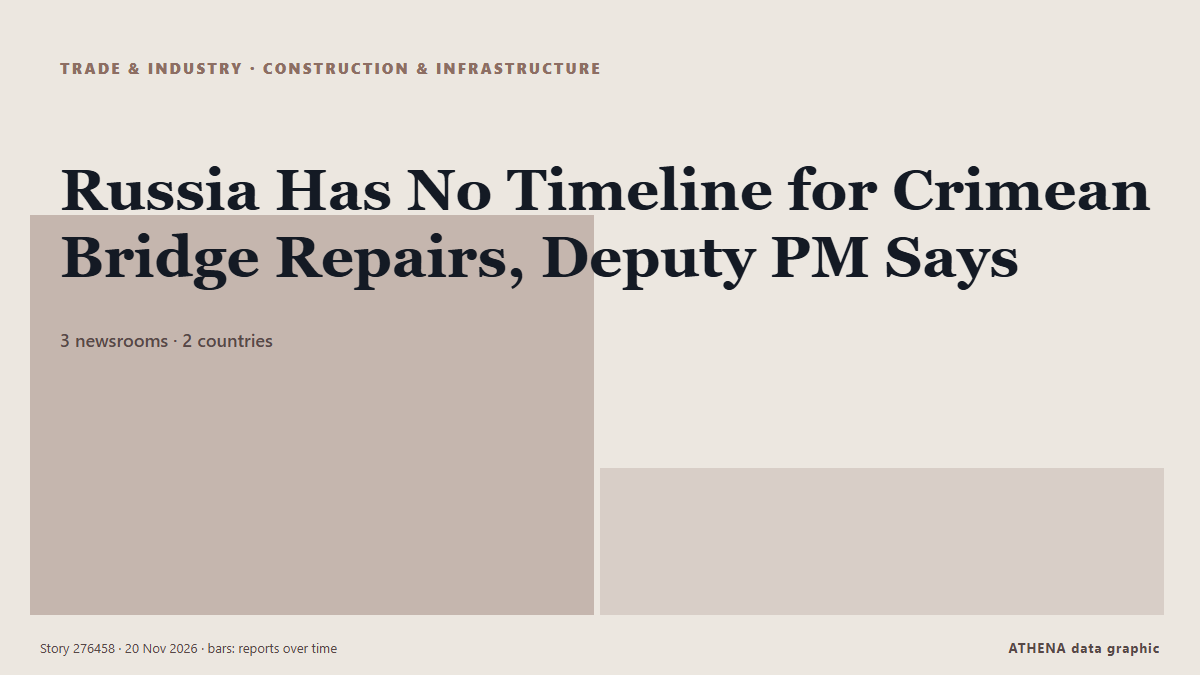 TRADE & INDUSTRY · CONSTRUCTION & INFRASTRUCTURE
Russia Has No Timeline for Crimean
Bridge Repairs, Deputy PM Says
3 newsrooms · 2 countries
Story 276458 · 20 Nov 2026 · bars: reports over time
ATHENA data graphic